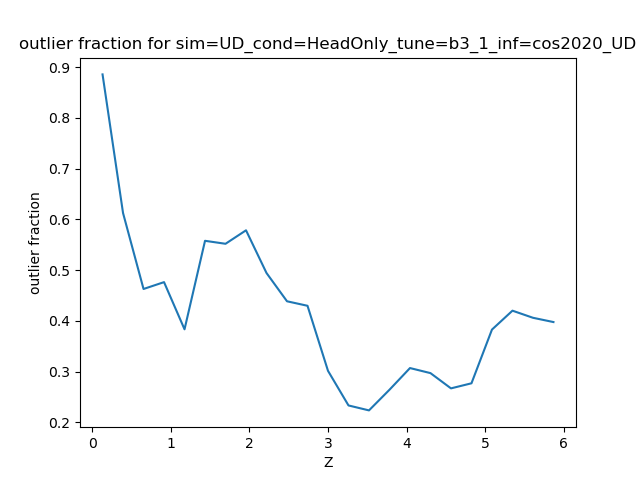 outlier fraction for sim=UD_cond=HeadOnly_tune=b3_1_inf=cos2020_UD
0.9
0.8
0.7
0.6
0.5
0.4
0.3
0.2
outlier fraction
0 1 2 3 4 5 6
Z